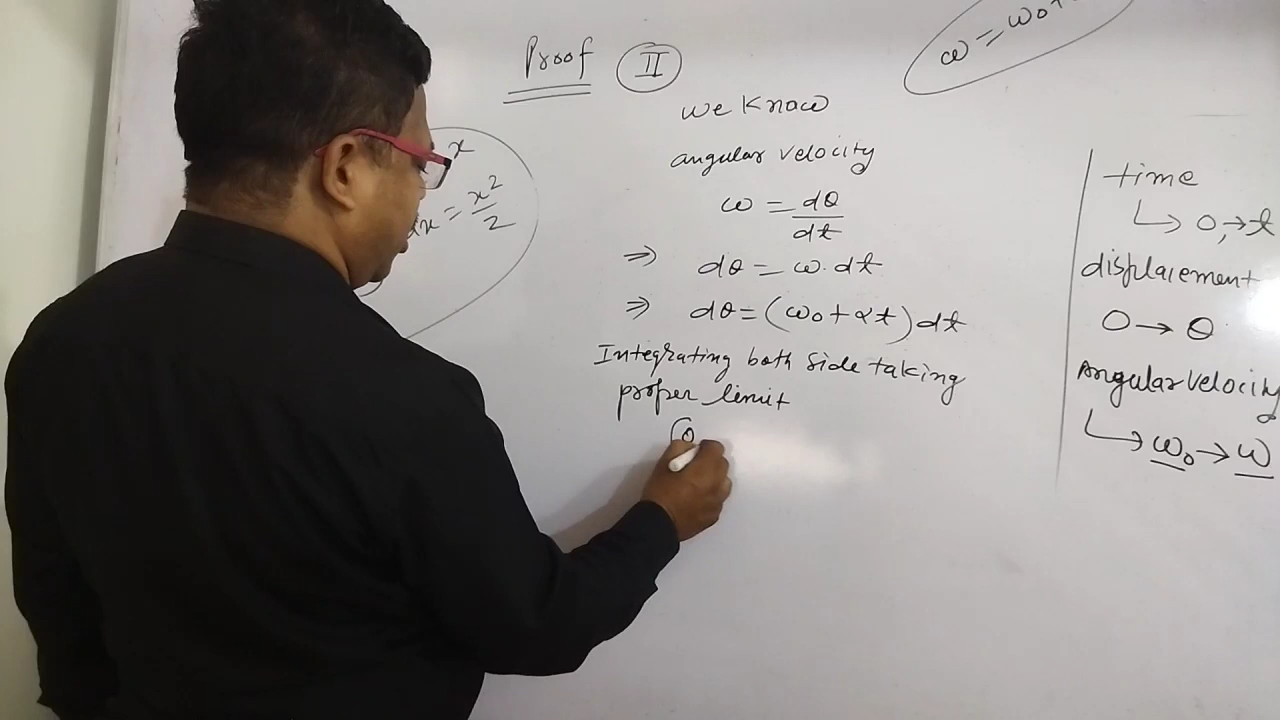 Proof II
ω = ω₀+
we know
angular velocity
ω = dθ/dt
⇒ dθ = ω·dt
⇒ dθ = (ω₀ + αt) dt
Integrating both side taking
proper limit
∫θ
x
dx = x²/2
time
↳ 0,→t
displacement
0 → θ
Angular velocity
↳ ω₀ → ω